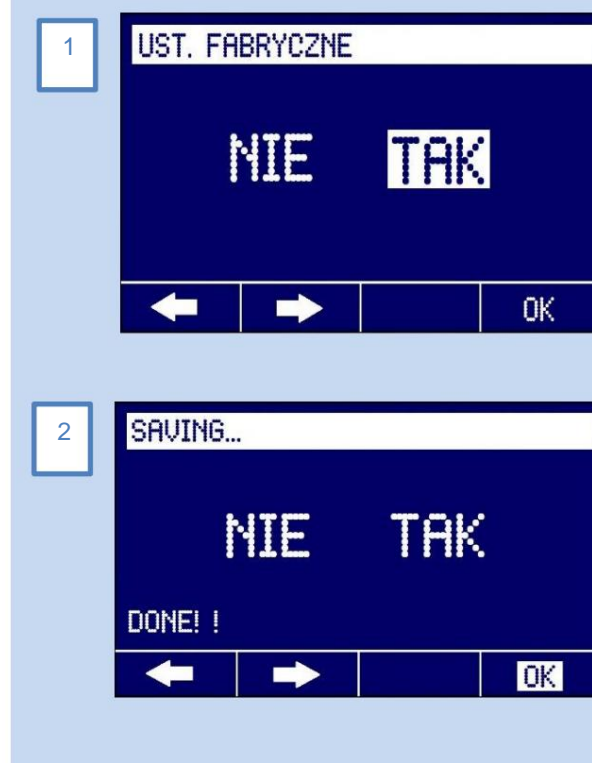 1
UST. FABRYCZNE
NIE TAK
OK
2
SAVING...
NIE TAK
DONE! !
OK